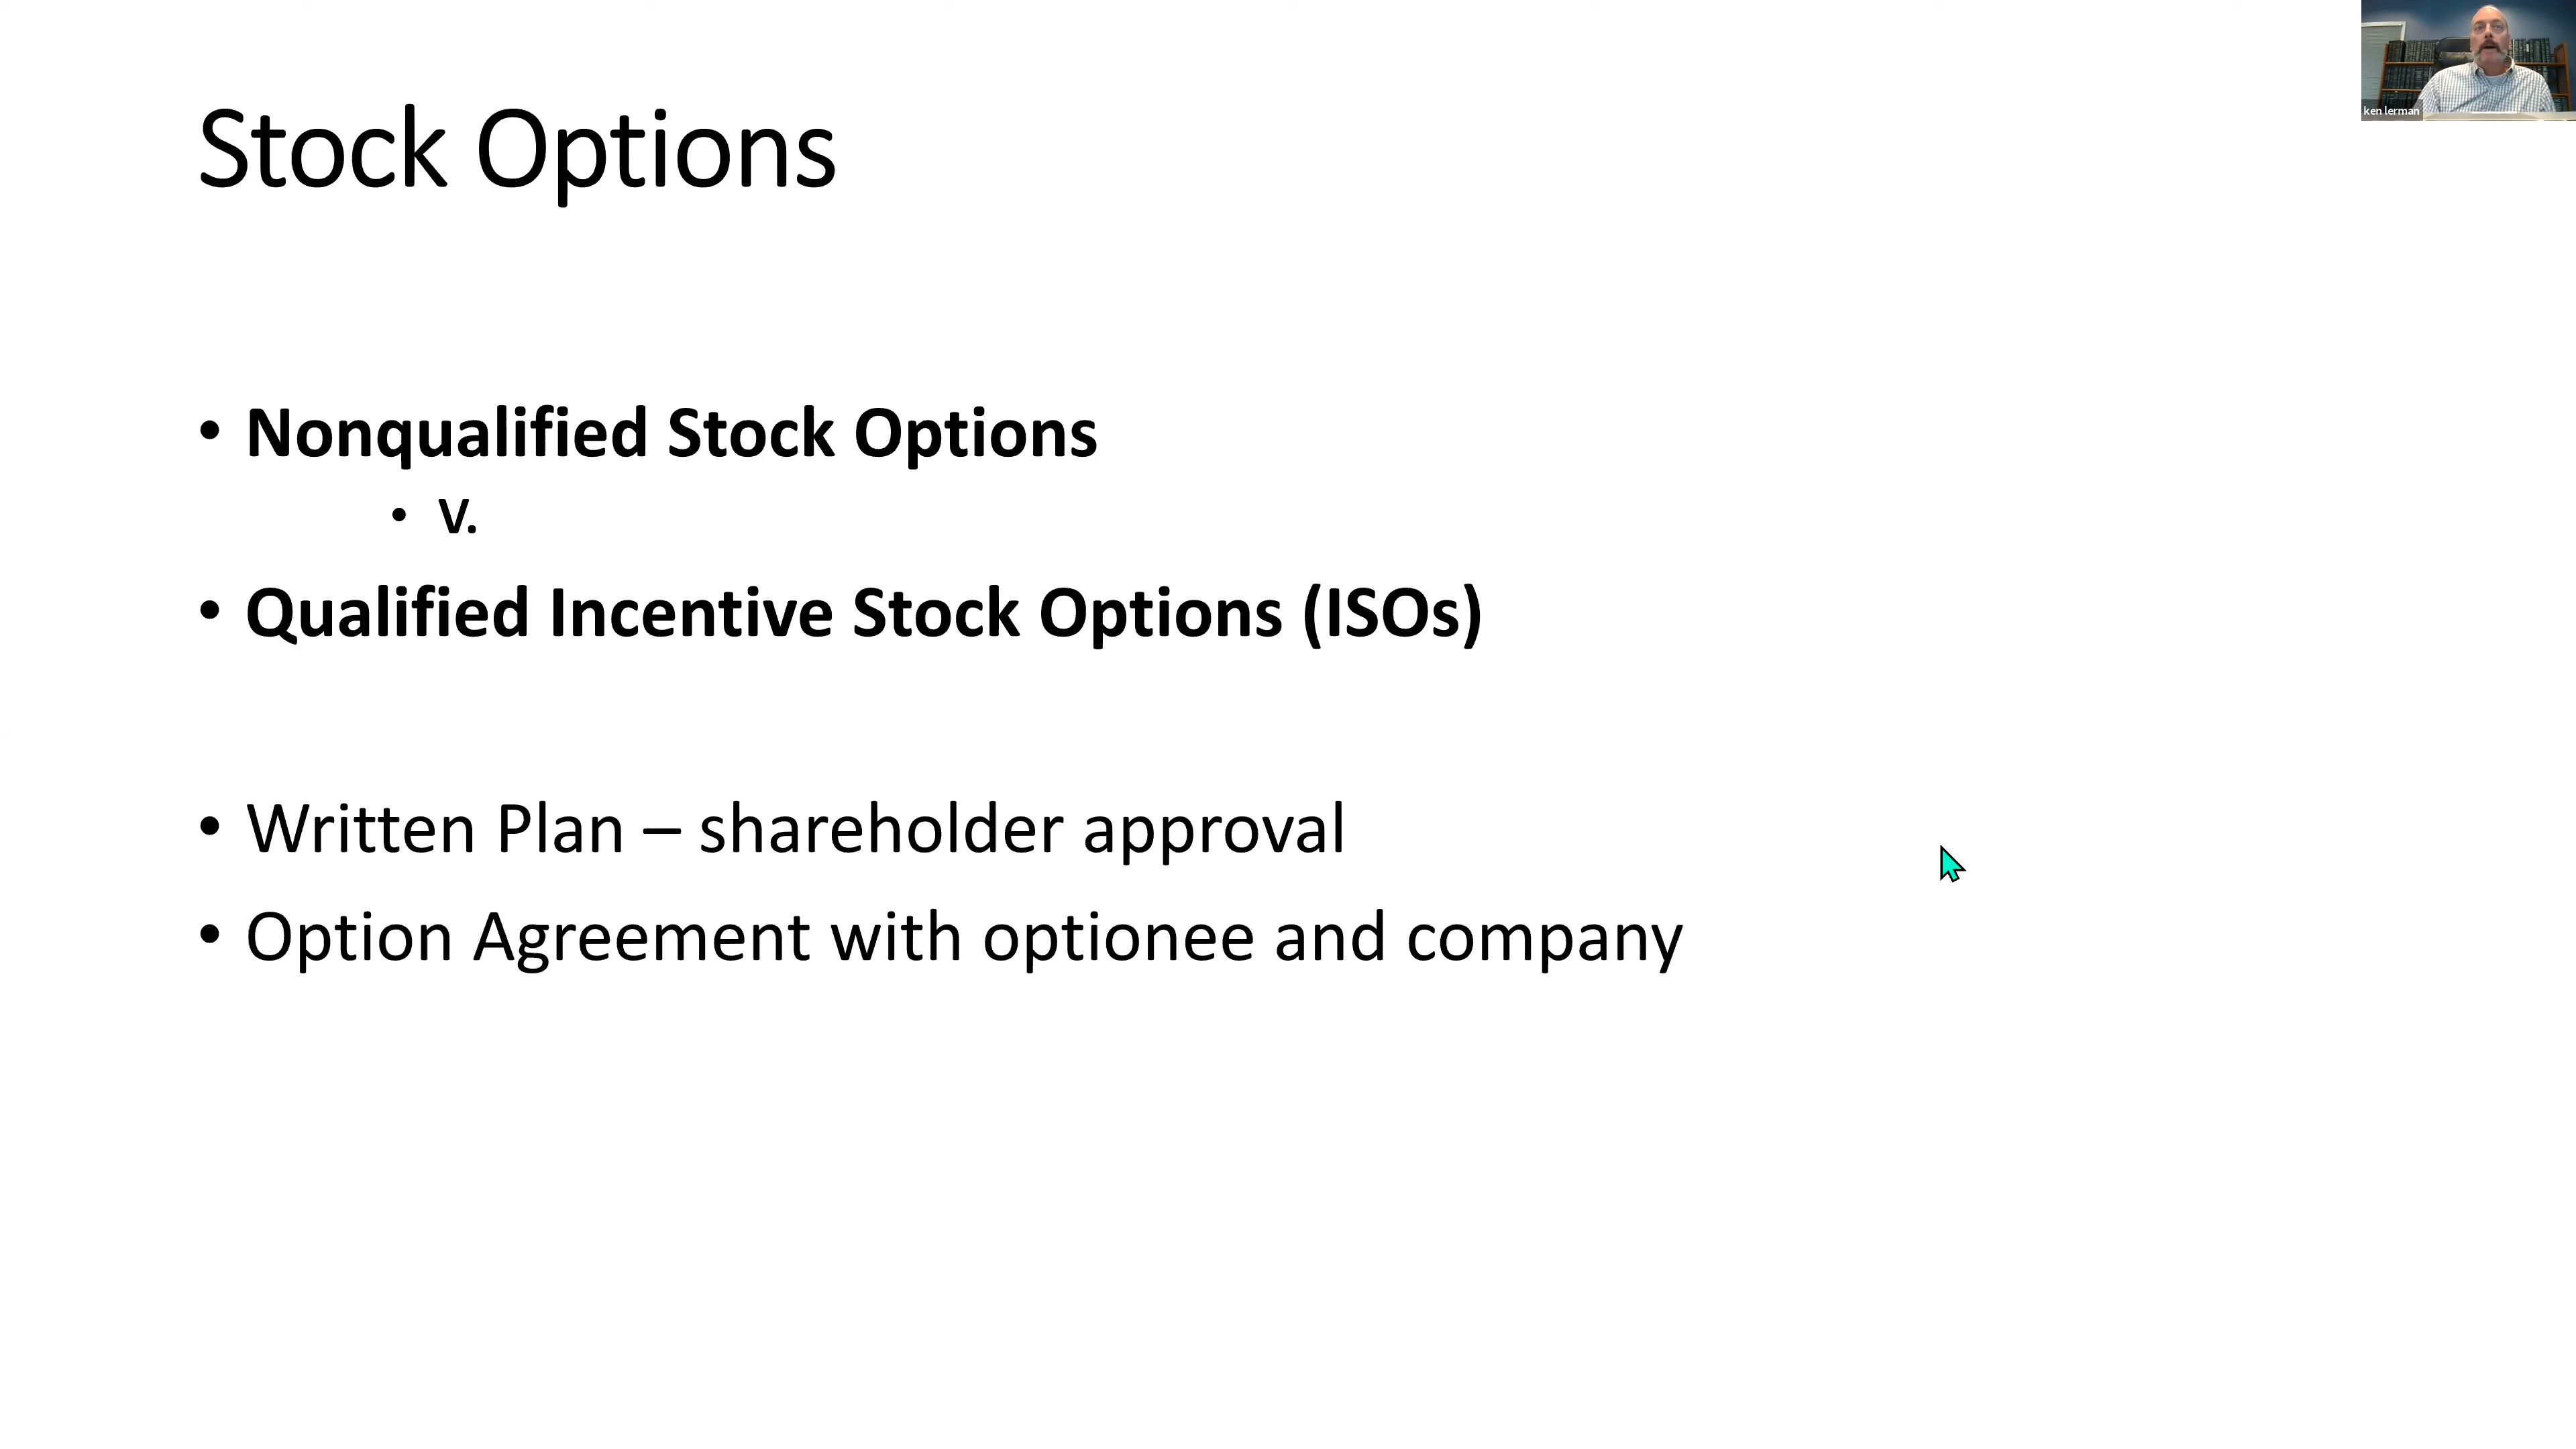 ken lerman
Stock Options
• Nonqualified Stock Options
• v.
• Qualified Incentive Stock Options (ISOs)
• Written Plan – shareholder approval
• Option Agreement with optionee and company